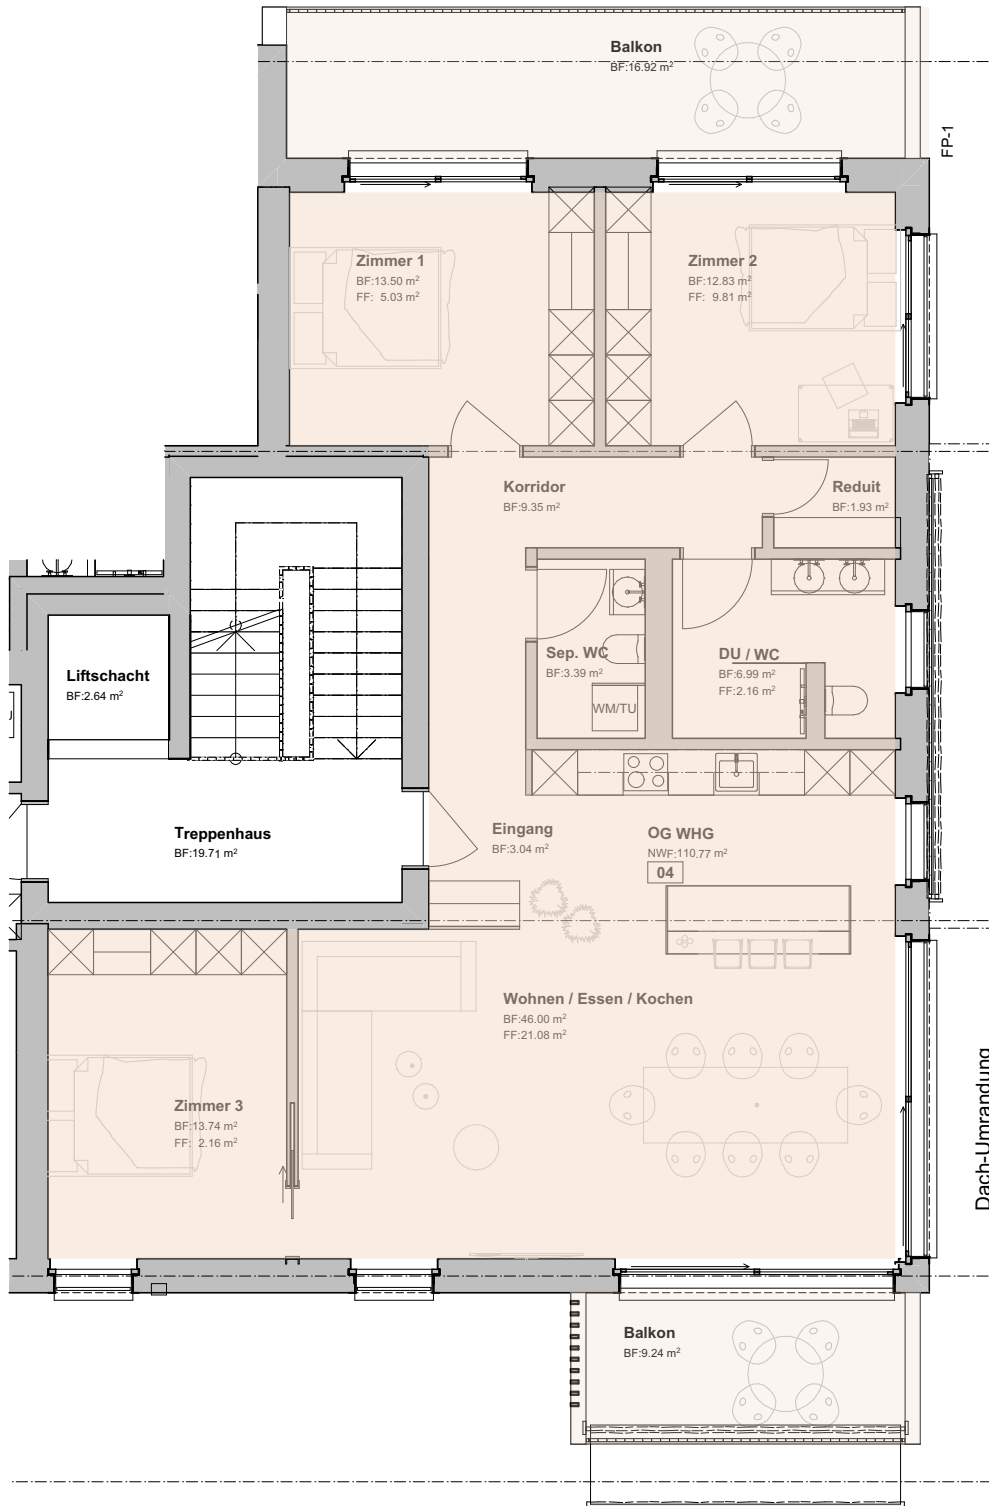 Balkon
BF:16.92 m²
FP-1
Zimmer 1
BF:13.50 m²
FF: 5.03 m²
Zimmer 2
BF:12.83 m²
FF: 9.81 m²
Korridor
BF:9.35 m²
Reduit
BF:1.93 m²
Sep. WC
BF:3.39 m²
WM/TU
DU / WC
BF:6.99 m²
FF:2.16 m²
Liftschacht
BF:2.64 m²
Treppenhaus
BF:19.71 m²
Eingang
BF:3.04 m²
OG WHG
NWF:110.77 m²
04
Wohnen / Essen / Kochen
BF:46.00 m²
FF:21.08 m²
Zimmer 3
BF:13.74 m²
FF: 2.16 m²
Dach-Umrandung
Balkon
BF:9.24 m²